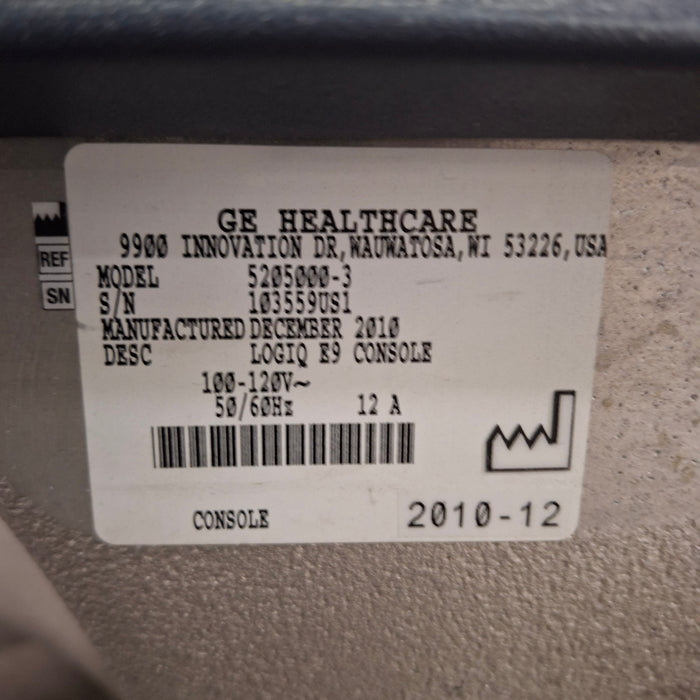 GE HEALTHCARE
9900 INNOVATION DR,WAUWATOSA,WI 53226,USA
REF
MODEL 5205000-3
SN
S/N 103559US1
MANUFACTURED DECEMBER 2010
DESC LOGIQ E9 CONSOLE
100-120V~
50/60Hz 12 A
CONSOLE
2010-12